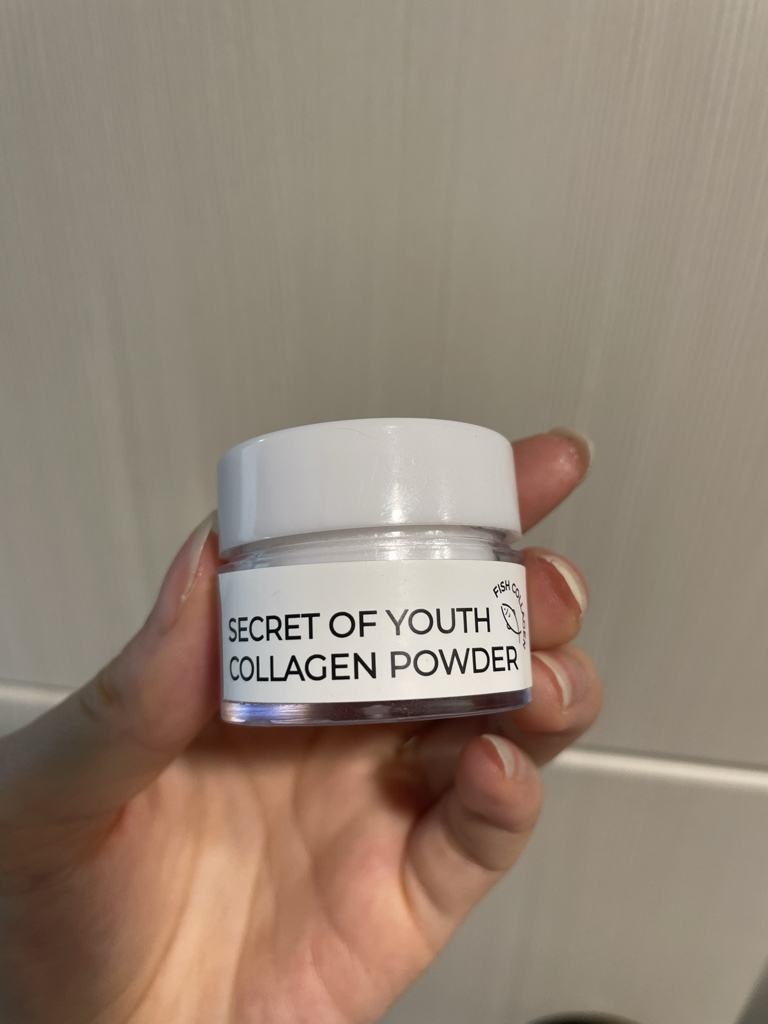 SECRET OF YOUTH
COLLAGEN POWDER
FISH COLLAGEN